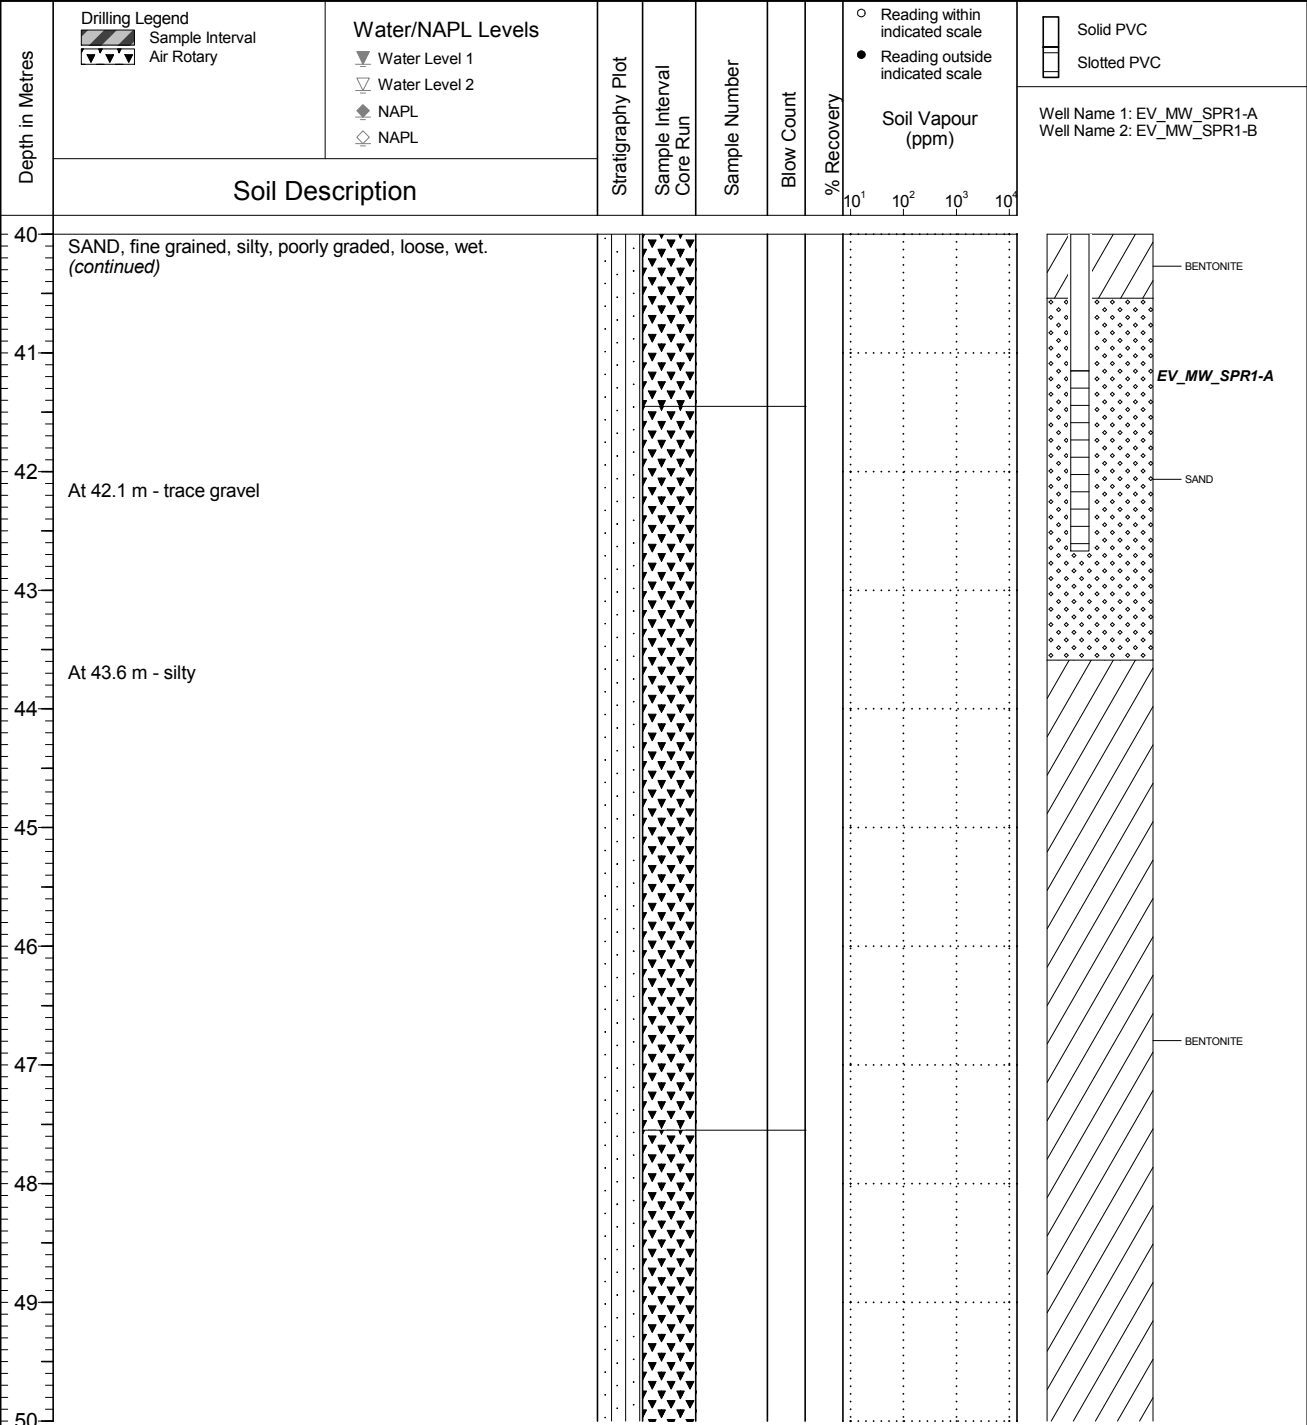 Depth in Metres
Drilling Legend
Sample Interval
Air Rotary
Water/NAPL Levels
Water Level 1
Water Level 2
NAPL
NAPL
Soil Description
Stratigraphy Plot
Sample Interval
Core Run
Sample Number
Blow Count
% Recovery
Reading within
indicated scale
Reading outside
indicated scale
Soil Vapour
(ppm)
10¹ 10² 10³ 10⁴
Solid PVC
Slotted PVC
Well Name 1: EV_MW_SPR1-A
Well Name 2: EV_MW_SPR1-B
40
SAND, fine grained, silty, poorly graded, loose, wet.
(continued)
BENTONITE
41
EV_MW_SPR1-A
42
At 42.1 m - trace gravel
SAND
43
At 43.6 m - silty
44
45
46
47
BENTONITE
48
49
50